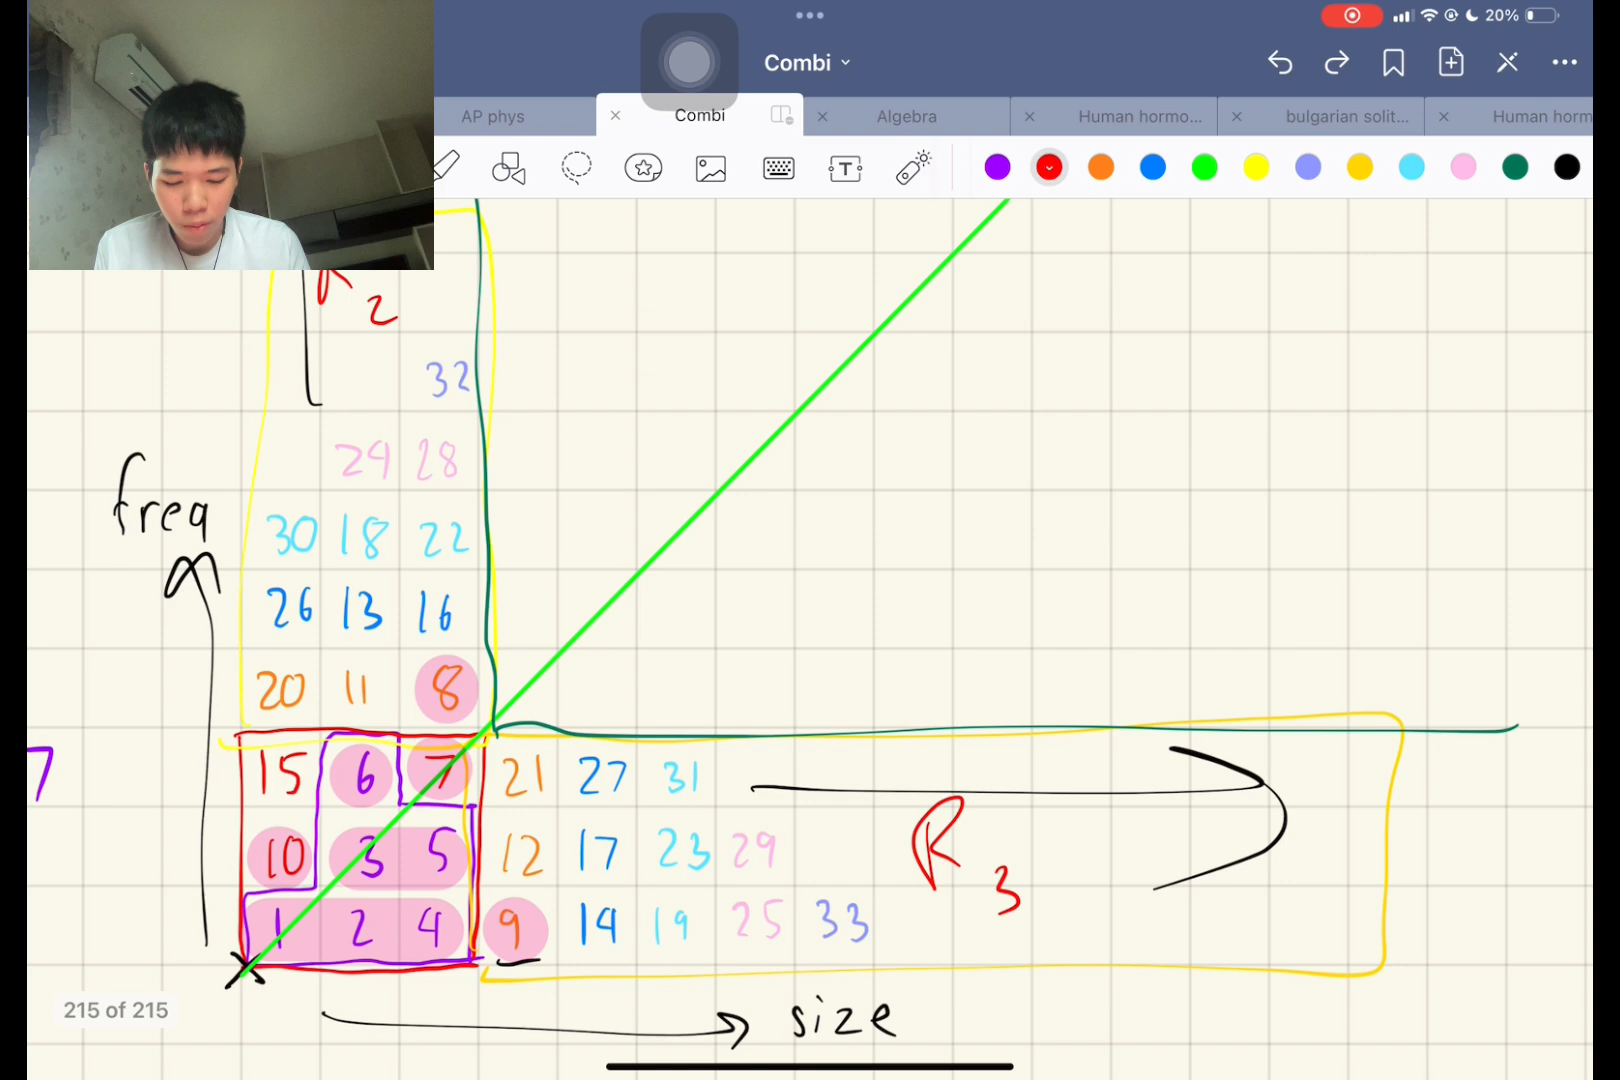 20%
Combi
AP phys
Combi
Algebra
Human hormo...
bulgarian solit...
Human horm
T
2
32
29 28
freq
30 18 22
26 13 16
20 11 8
7
15 6 7 21 27 31
10 3 5 12 17 23 29
R3
1 2 4 9 14 19 25 33
215 of 215
size